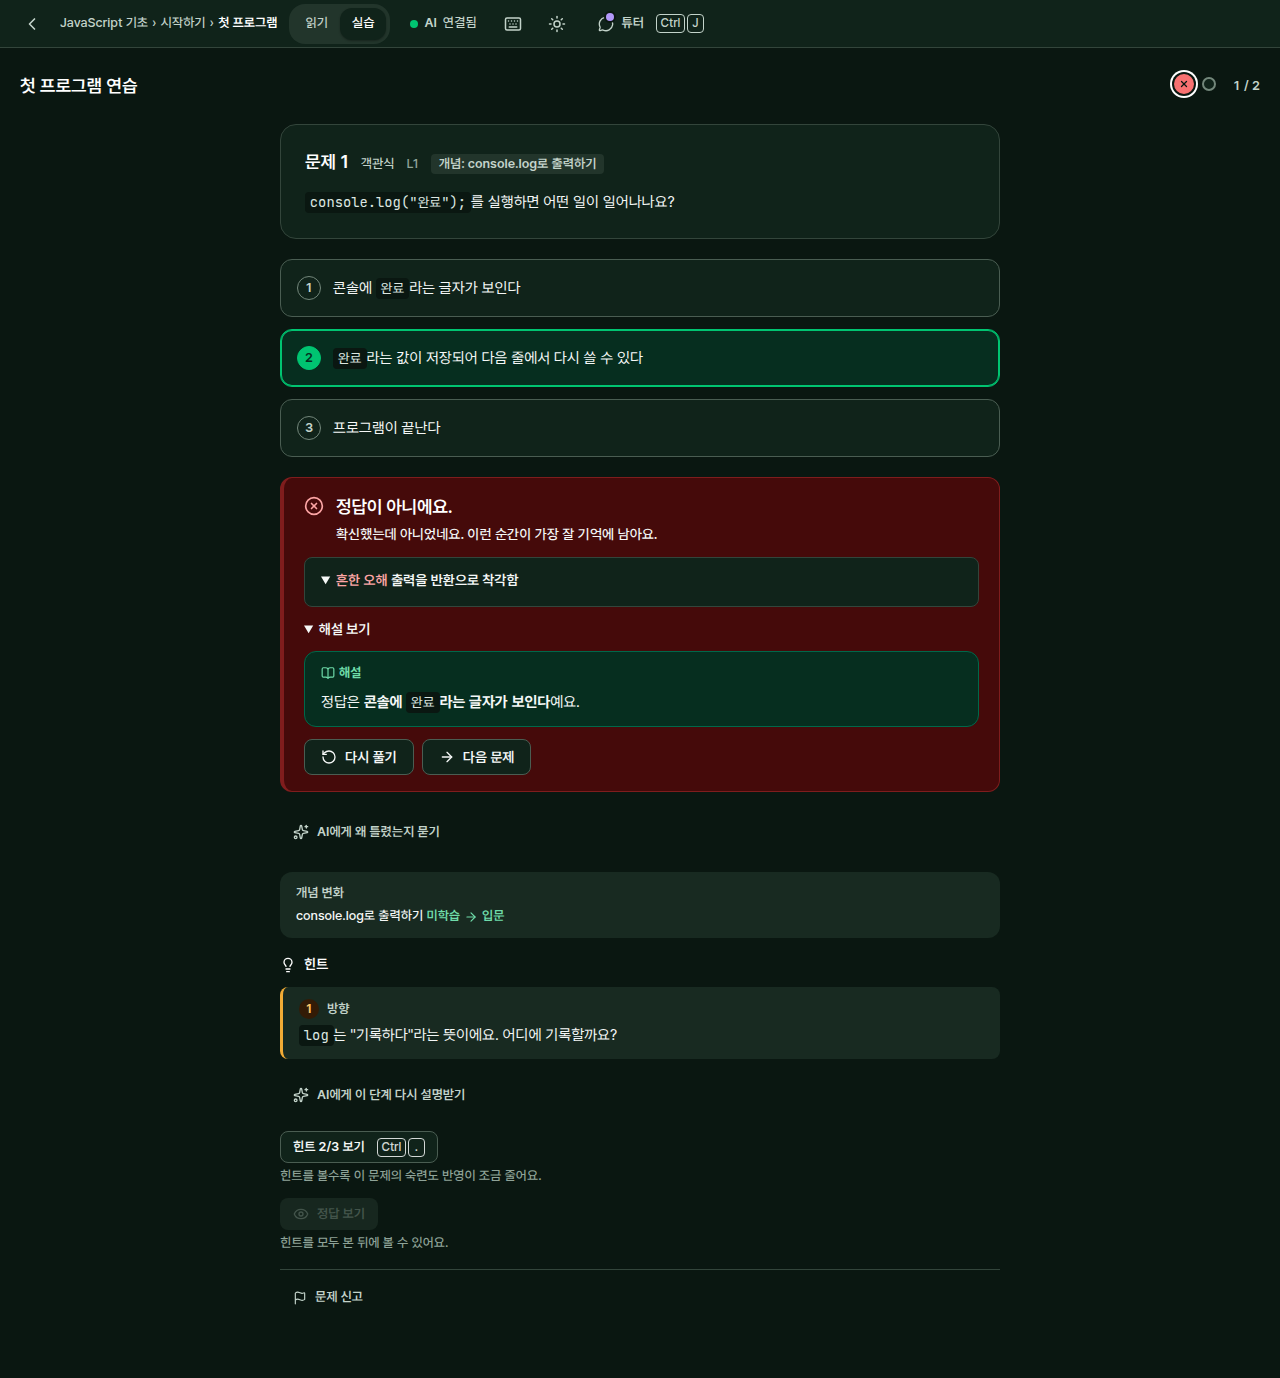 JavaScript 기초 › 시작하기 › 첫 프로그램 읽기 실습 AI 연결됨 튜터 Ctrl J
첫 프로그램 연습 1 / 2
문제 1 객관식 L1 개념: console.log로 출력하기
console.log("완료");를 실행하면 어떤 일이 일어나나요?
1 콘솔에 완료라는 글자가 보인다
2 완료라는 값이 저장되어 다음 줄에서 다시 쓸 수 있다
3 프로그램이 끝난다
정답이 아니에요.
확신했는데 아니었네요. 이런 순간이 가장 잘 기억에 남아요.
▼ 흔한 오해 출력을 반환으로 착각함
▼ 해설 보기
해설
정답은 콘솔에 완료라는 글자가 보인다예요.
다시 풀기 다음 문제
AI에게 왜 틀렸는지 묻기
개념 변화
console.log로 출력하기 미학습 → 입문
힌트
1 방향
log는 "기록하다"라는 뜻이에요. 어디에 기록할까요?
AI에게 이 단계 다시 설명받기
힌트 2/3 보기 Ctrl .
힌트를 볼수록 이 문제의 숙련도 반영이 조금 줄어요.
정답 보기
힌트를 모두 본 뒤에 볼 수 있어요.
문제 신고